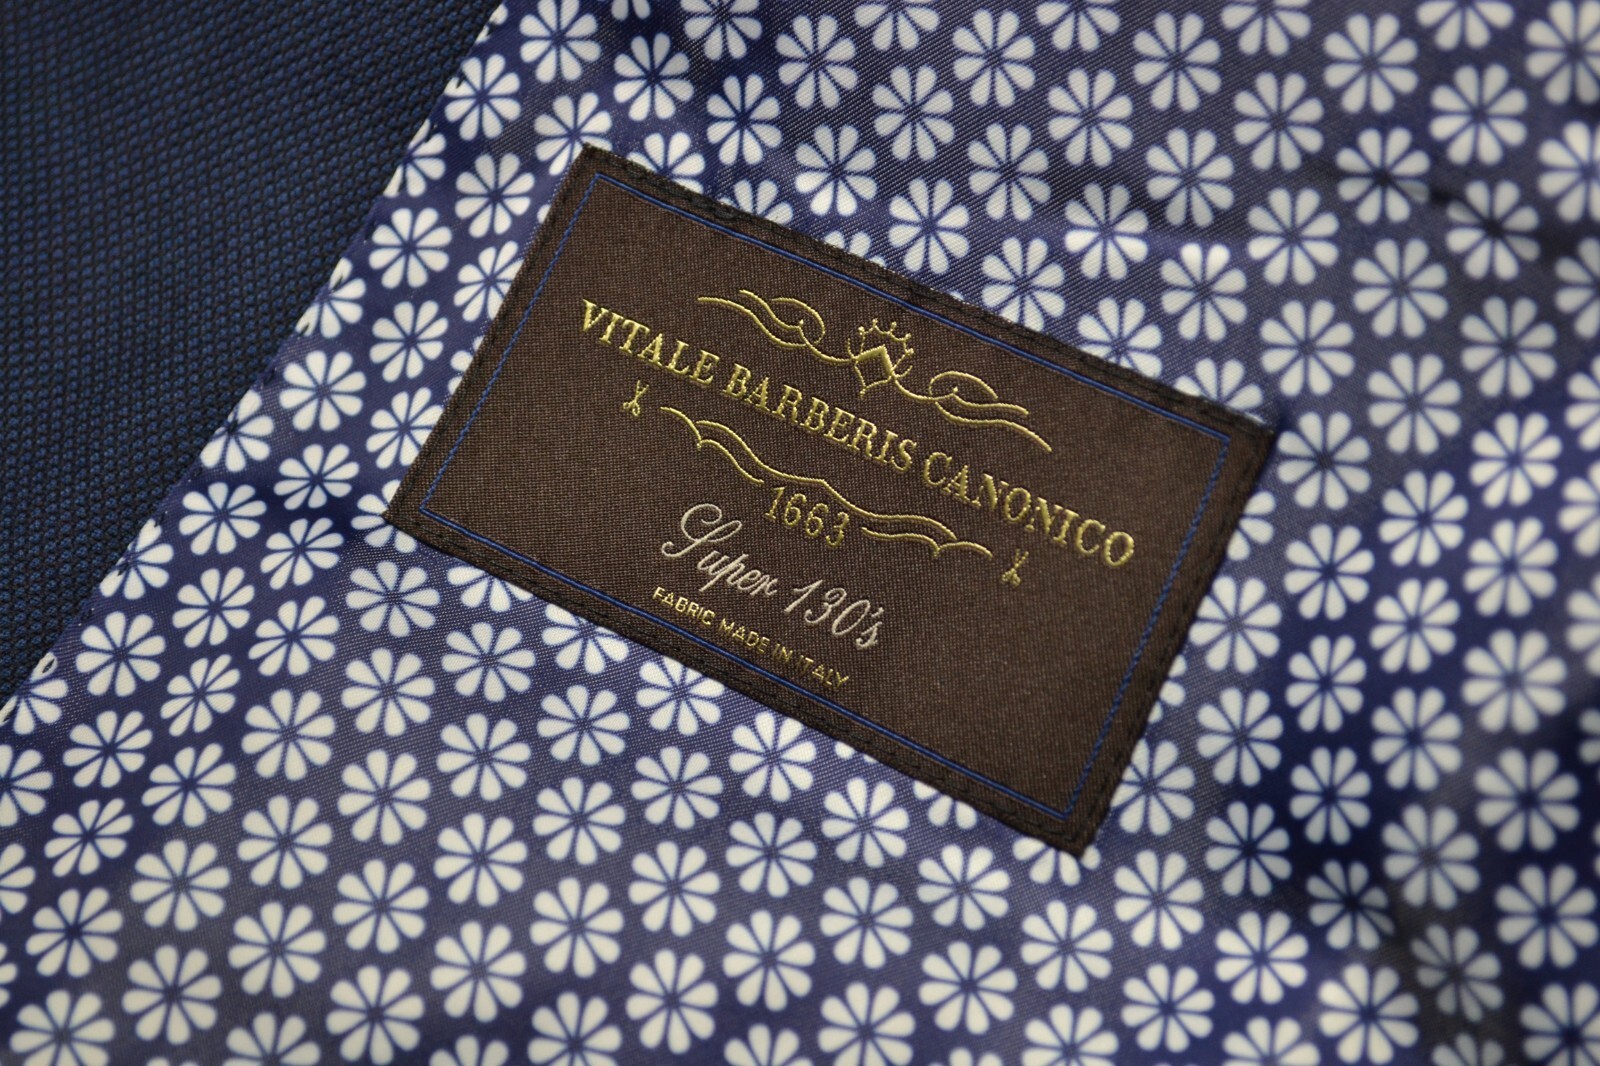 VITALE BARBERIS CANONICO
1663
Super 130's
FABRIC MADE IN ITALY